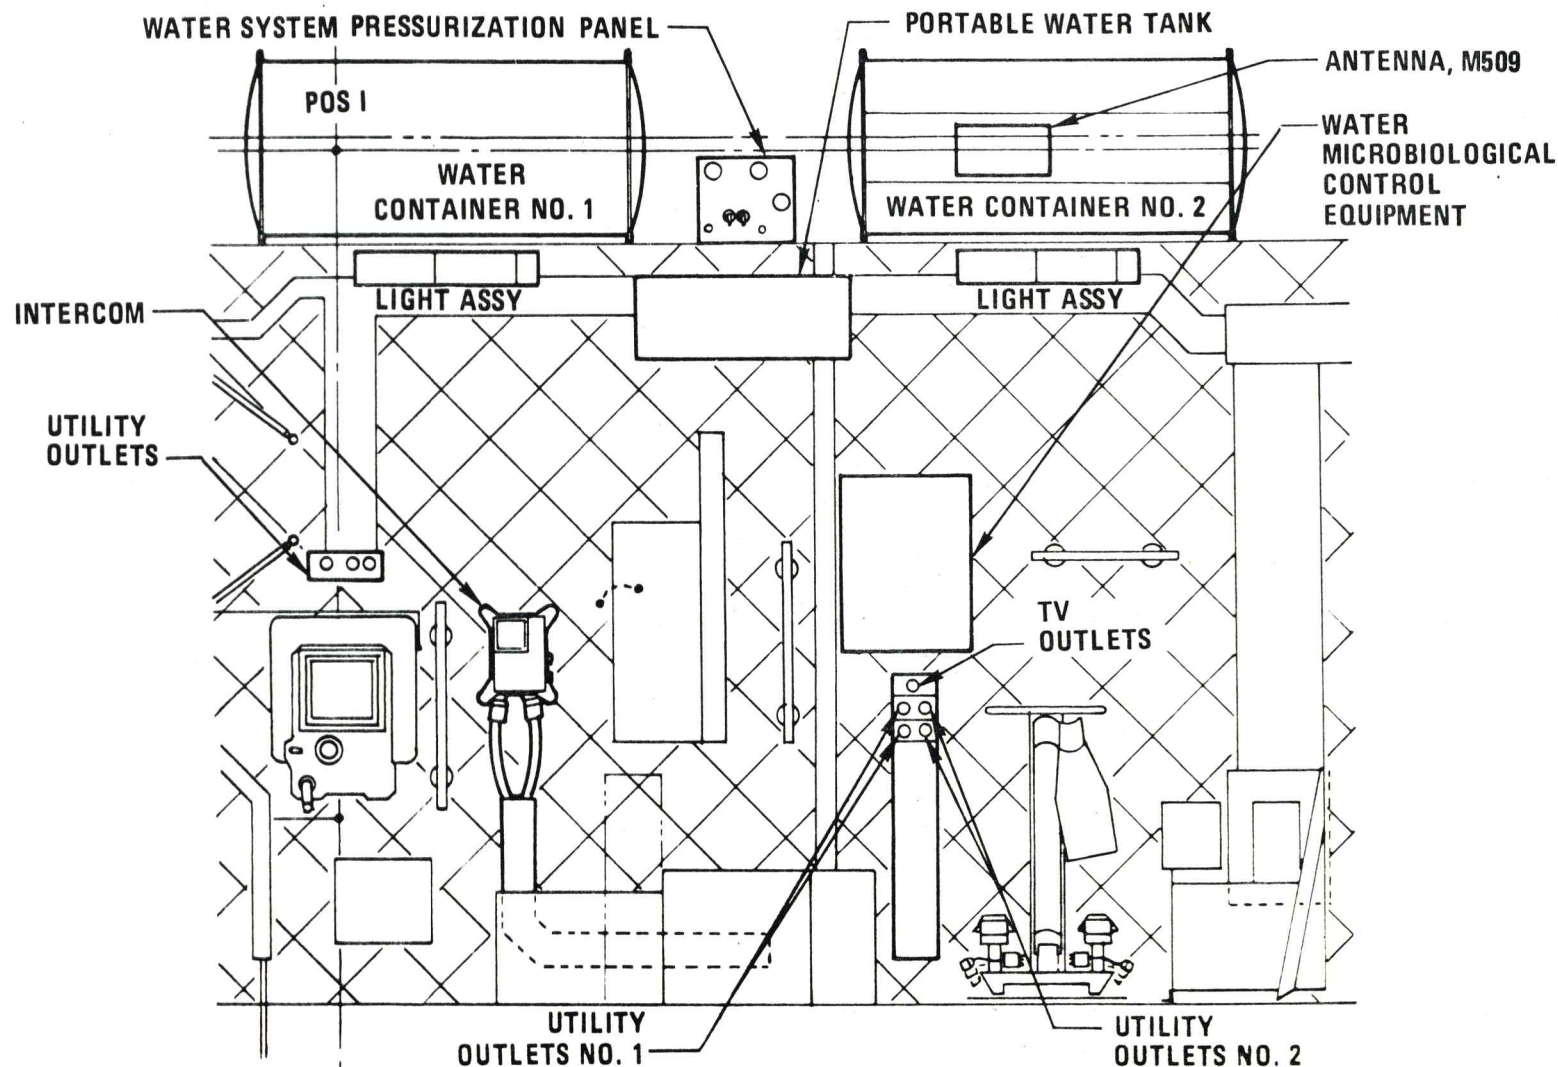 WATER SYSTEM PRESSURIZATION PANEL
PORTABLE WATER TANK
ANTENNA, M509
POS I
WATER
CONTAINER NO. 1
WATER CONTAINER NO. 2
WATER
MICROBIOLOGICAL
CONTROL
EQUIPMENT
LIGHT ASSY
LIGHT ASSY
INTERCOM
UTILITY
OUTLETS
TV
OUTLETS
UTILITY
OUTLETS NO. 1
UTILITY
OUTLETS NO. 2